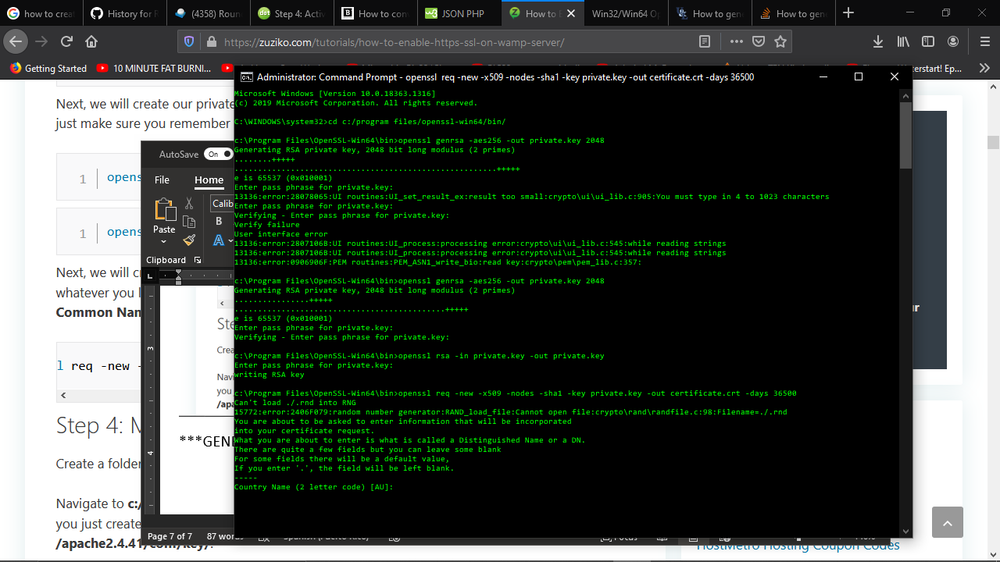 how to creat
History for R
(4358) Roun
Step 4: Activ
How to con
JSON PHP
How to E
Win32/Win64 Op
How to gene
How to gene
https://zuziko.com/tutorials/how-to-enable-https-ssl-on-wamp-server/
Getting Started
10 MINUTE FAT BURNI...
terstart! Ep...
Next, we will create our private
just make sure you remember
1 openss
1 openss
Next, we will cr
whatever you l
Common Nam
1 req -new -
Step 4: M
Create a folder
Navigate to c:/
you just create
/apache2.4.41/conf/key/.
AutoSave On
File Home
Calib
Paste
B
A
Clipboard
Ste
Crea
Navi
you
/apa
3
4
***GENE
Page 7 of 7 87 words Spanish (Puerto Rico) Focus
Administrator: Command Prompt - openssl req -new -x509 -nodes -sha1 -key private.key -out certificate.crt -days 36500
Microsoft Windows [Version 10.0.18363.1316]
(c) 2019 Microsoft Corporation. All rights reserved.
C:\WINDOWS\system32>cd c:/program files/openssl-win64/bin/
c:\Program Files\OpenSSL-Win64\bin>openssl genrsa -aes256 -out private.key 2048
Generating RSA private key, 2048 bit long modulus (2 primes)
........+++++
........................................................+++++
e is 65537 (0x010001)
Enter pass phrase for private.key:
13136:error:28078065:UI routines:UI_set_result_ex:result too small:crypto\ui\ui_lib.c:905:You must type in 4 to 1023 characters
Enter pass phrase for private.key:
Verifying - Enter pass phrase for private.key:
Verify failure
User interface error
13136:error:2807106B:UI routines:UI_process:processing error:crypto\ui\ui_lib.c:545:while reading strings
13136:error:2807106B:UI routines:UI_process:processing error:crypto\ui\ui_lib.c:545:while reading strings
13136:error:0906906F:PEM routines:PEM_ASN1_write_bio:read key:crypto\pem\pem_lib.c:357:
c:\Program Files\OpenSSL-Win64\bin>openssl genrsa -aes256 -out private.key 2048
Generating RSA private key, 2048 bit long modulus (2 primes)
................+++++
.............................................+++++
e is 65537 (0x010001)
Enter pass phrase for private.key:
Verifying - Enter pass phrase for private.key:
c:\Program Files\OpenSSL-Win64\bin>openssl rsa -in private.key -out private.key
Enter pass phrase for private.key:
writing RSA key
c:\Program Files\OpenSSL-Win64\bin>openssl req -new -x509 -nodes -sha1 -key private.key -out certificate.crt -days 36500
Can't load ./.rnd into RNG
15772:error:2406F079:random number generator:RAND_load_file:Cannot open file:crypto\rand\randfile.c:98:Filename=./.rnd
You are about to be asked to enter information that will be incorporated
into your certificate request.
What you are about to enter is what is called a Distinguished Name or a DN.
There are quite a few fields but you can leave some blank
For some fields there will be a default value,
If you enter '.', the field will be left blank.
-----
Country Name (2 letter code) [AU]:
ur
HostMetro Hosting Coupon Codes